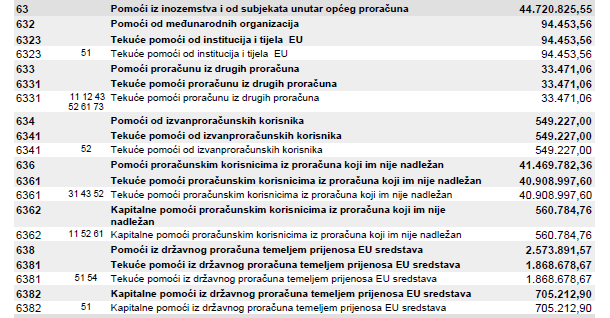 63 Pomoći iz inozemstva i od subjekata unutar općeg proračuna 44.720.825,55
632 Pomoći od međunarodnih organizacija 94.453,56
6323 Tekuće pomoći od institucija i tijela EU 94.453,56
6323 51 Tekuće pomoći od institucija i tijela EU 94.453,56
633 Pomoći proračunu iz drugih proračuna 33.471,06
6331 Tekuće pomoći proračunu iz drugih proračuna 33.471,06
6331 11 12 43 Tekuće pomoći proračunu iz drugih proračuna 33.471,06
52 61 73
634 Pomoći od izvanproračunskih korisnika 549.227,00
6341 Tekuće pomoći od izvanproračunskih korisnika 549.227,00
6341 52 Tekuće pomoći od izvanproračunskih korisnika 549.227,00
636 Pomoći proračunskim korisnicima iz proračuna koji im nije nadležan 41.469.782,36
6361 Tekuće pomoći proračunskim korisnicima iz proračuna koji im nije nadležan 40.908.997,60
6361 31 43 52 Tekuće pomoći proračunskim korisnicima iz proračuna koji im nije nadležan 40.908.997,60
6362 Kapitalne pomoći proračunskim korisnicima iz proračuna koji im nije 560.784,76
nadležan
6362 11 52 61 Kapitalne pomoći proračunskim korisnicima iz proračuna koji im nije nadležan 560.784,76
638 Pomoći iz državnog proračuna temeljem prijenosa EU sredstava 2.573.891,57
6381 Tekuće pomoći iz državnog proračuna temeljem prijenosa EU sredstava 1.868.678,67
6381 51 54 Tekuće pomoći iz državnog proračuna temeljem prijenosa EU sredstava 1.868.678,67
6382 Kapitalne pomoći iz državnog proračuna temeljem prijenosa EU sredstava 705.212,90
6382 51 Kapitalne pomoći iz državnog proračuna temeljem prijenosa EU sredstava 705.212,90